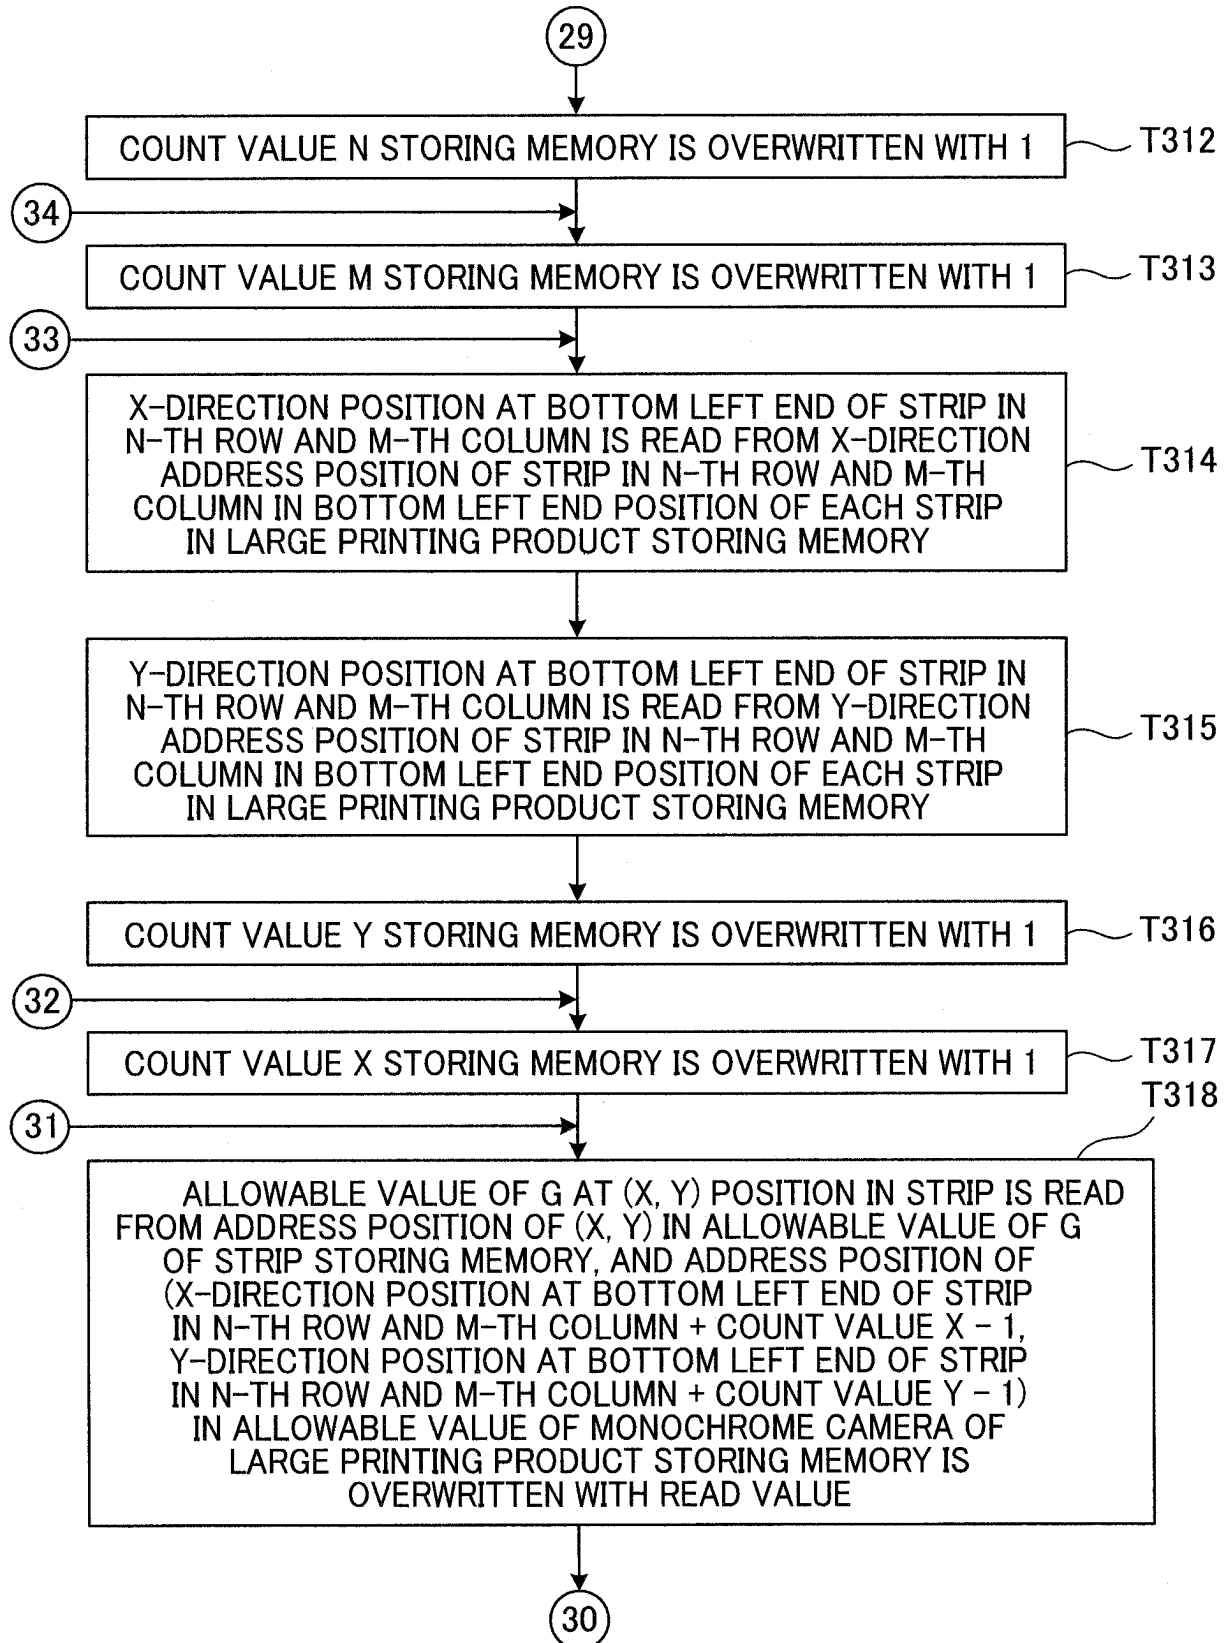 29
COUNT VALUE N STORING MEMORY IS OVERWRITTEN WITH 1
T312
34
COUNT VALUE M STORING MEMORY IS OVERWRITTEN WITH 1
T313
33
X-DIRECTION POSITION AT BOTTOM LEFT END OF STRIP IN
N-TH ROW AND M-TH COLUMN IS READ FROM X-DIRECTION
ADDRESS POSITION OF STRIP IN N-TH ROW AND M-TH
COLUMN IN BOTTOM LEFT END POSITION OF EACH STRIP
IN LARGE PRINTING PRODUCT STORING MEMORY
T314
Y-DIRECTION POSITION AT BOTTOM LEFT END OF STRIP IN
N-TH ROW AND M-TH COLUMN IS READ FROM Y-DIRECTION
ADDRESS POSITION OF STRIP IN N-TH ROW AND M-TH
COLUMN IN BOTTOM LEFT END POSITION OF EACH STRIP
IN LARGE PRINTING PRODUCT STORING MEMORY
T315
COUNT VALUE Y STORING MEMORY IS OVERWRITTEN WITH 1
T316
32
COUNT VALUE X STORING MEMORY IS OVERWRITTEN WITH 1
T317
T318
31
ALLOWABLE VALUE OF G AT (X, Y) POSITION IN STRIP IS READ
FROM ADDRESS POSITION OF (X, Y) IN ALLOWABLE VALUE OF G
OF STRIP STORING MEMORY, AND ADDRESS POSITION OF
(X-DIRECTION POSITION AT BOTTOM LEFT END OF STRIP
IN N-TH ROW AND M-TH COLUMN + COUNT VALUE X - 1,
Y-DIRECTION POSITION AT BOTTOM LEFT END OF STRIP
IN N-TH ROW AND M-TH COLUMN + COUNT VALUE Y - 1)
IN ALLOWABLE VALUE OF MONOCHROME CAMERA OF
LARGE PRINTING PRODUCT STORING MEMORY IS
OVERWRITTEN WITH READ VALUE
30